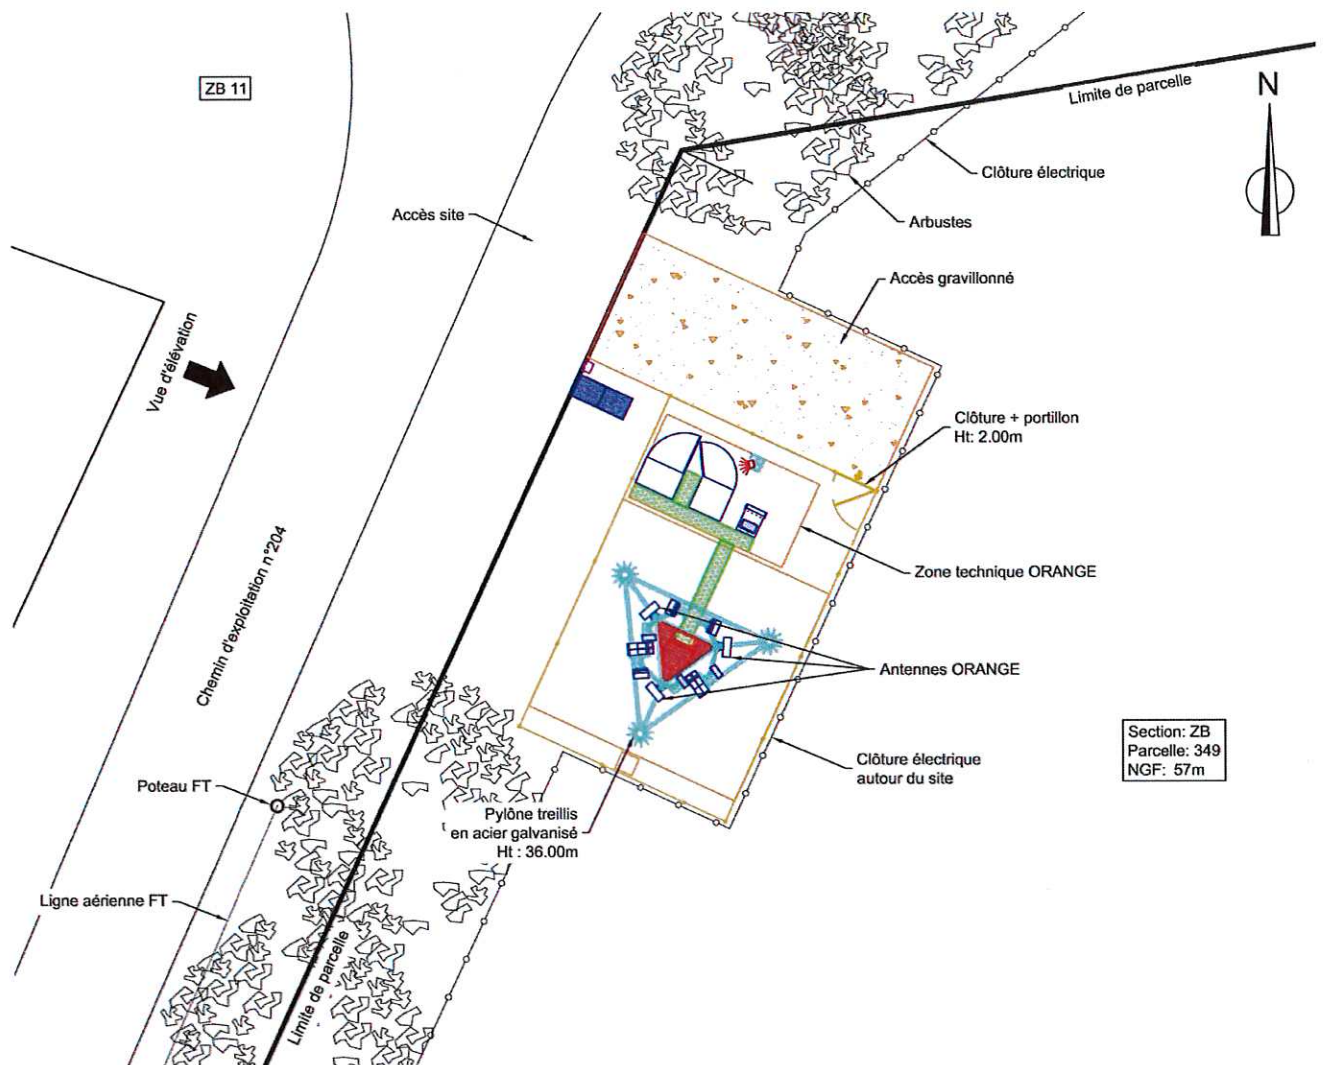 ZB 11
N
Limite de parcelle
Clôture électrique
Accès site
Arbustes
Accès gravillonné
Vue d'élévation
Clôture + portillon
Ht: 2.00m
Chemin d'exploitation n°204
Zone technique ORANGE
Antennes ORANGE
Section: ZB
Parcelle: 349
NGF: 57m
Clôture électrique
autour du site
Poteau FT
Pylône treillis
en acier galvanisé
Ht : 36.00m
Ligne aérienne FT
Limite de parcelle